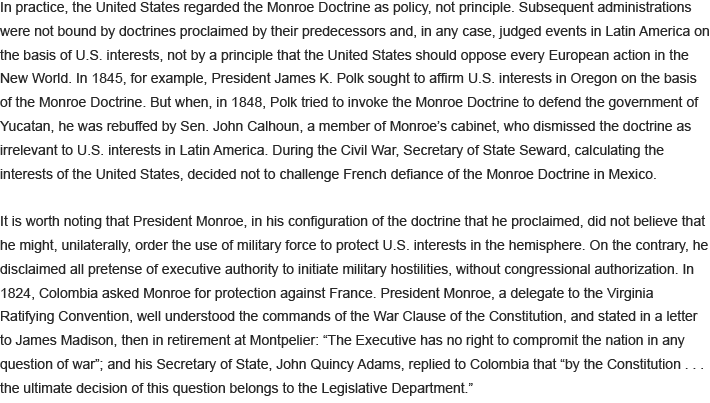 In practice, the United States regarded the Monroe Doctrine as policy, not principle. Subsequent administrations
were not bound by doctrines proclaimed by their predecessors and, in any case, judged events in Latin America on
the basis of U.S. interests, not by a principle that the United States should oppose every European action in the
New World. In 1845, for example, President James K. Polk sought to affirm U.S. interests in Oregon on the basis
of the Monroe Doctrine. But when, in 1848, Polk tried to invoke the Monroe Doctrine to defend the government of
Yucatan, he was rebuffed by Sen. John Calhoun, a member of Monroe’s cabinet, who dismissed the doctrine as
irrelevant to U.S. interests in Latin America. During the Civil War, Secretary of State Seward, calculating the
interests of the United States, decided not to challenge French defiance of the Monroe Doctrine in Mexico.

It is worth noting that President Monroe, in his configuration of the doctrine that he proclaimed, did not believe that
he might, unilaterally, order the use of military force to protect U.S. interests in the hemisphere. On the contrary, he
disclaimed all pretense of executive authority to initiate military hostilities, without congressional authorization. In
1824, Colombia asked Monroe for protection against France. President Monroe, a delegate to the Virginia
Ratifying Convention, well understood the commands of the War Clause of the Constitution, and stated in a letter
to James Madison, then in retirement at Montpelier: “The Executive has no right to compromit the nation in any
question of war”; and his Secretary of State, John Quincy Adams, replied to Colombia that “by the Constitution . . .
the ultimate decision of this question belongs to the Legislative Department.”